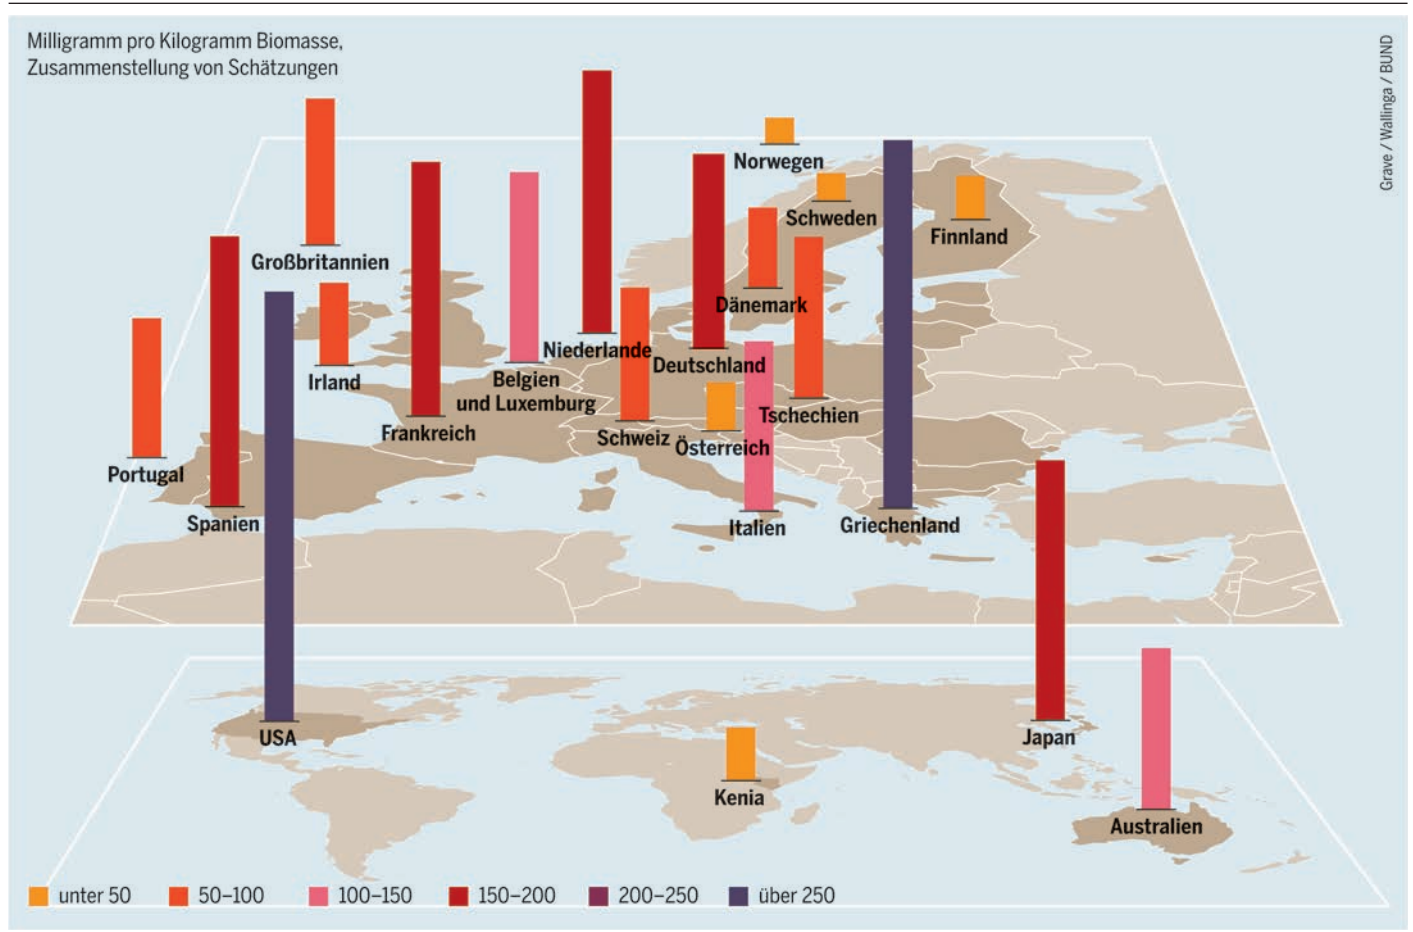 Milligramm pro Kilogramm Biomasse,
Zusammenstellung von Schätzungen
Grave / Wallinga / BUND
Norwegen
Schweden
Finnland
Großbritannien
Dänemark
Niederlande
Deutschland
Irland
Belgien
und Luxemburg
Tschechien
Frankreich
Schweiz
Österreich
Portugal
Spanien
Italien
Griechenland
USA
Japan
Kenia
Australien
unter 50
50–100
100–150
150–200
200–250
über 250